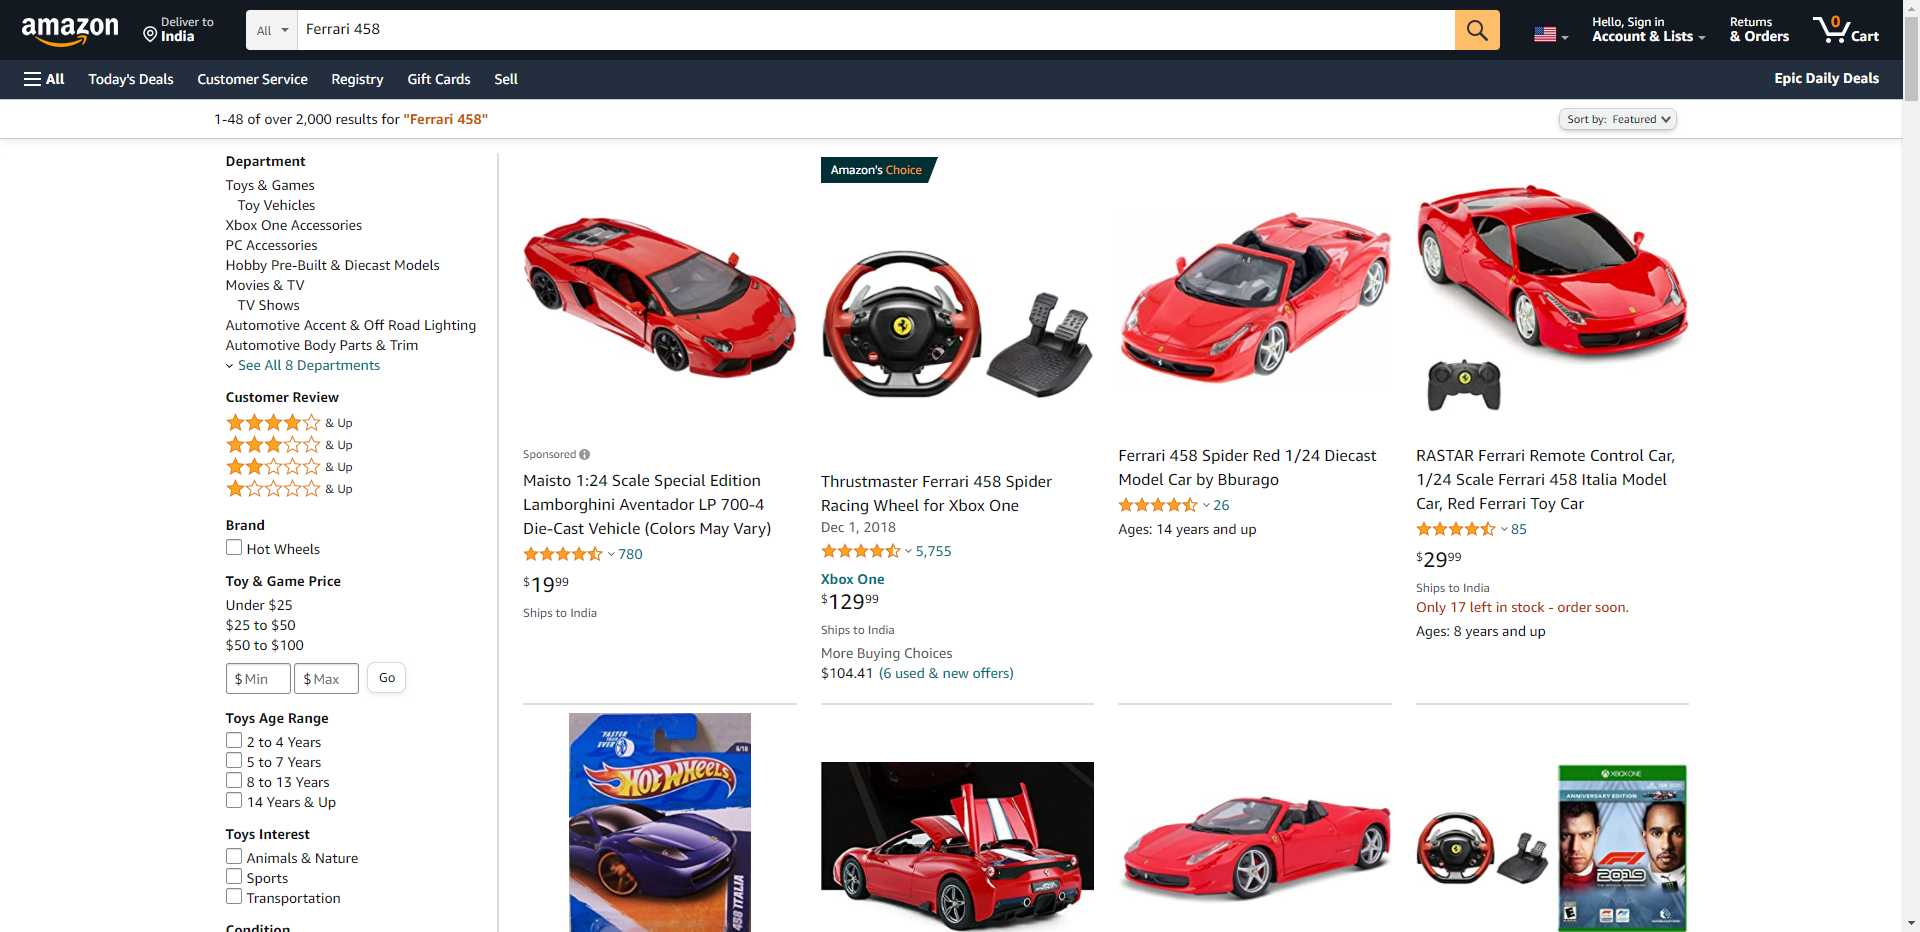 amazon
Deliver to
India
All
Ferrari 458
Hello, Sign in
Account & Lists
Returns
& Orders
0
Cart
All
Today's Deals
Customer Service
Registry
Gift Cards
Sell
Epic Daily Deals
1-48 of over 2,000 results for "Ferrari 458"
Sort by: Featured
Department
Toys & Games
Toy Vehicles
Xbox One Accessories
PC Accessories
Hobby Pre-Built & Diecast Models
Movies & TV
TV Shows
Automotive Accent & Off Road Lighting
Automotive Body Parts & Trim
See All 8 Departments
Customer Review
& Up
& Up
& Up
& Up
Brand
Hot Wheels
Toy & Game Price
Under $25
$25 to $50
$50 to $100
$ Min
$ Max
Go
Toys Age Range
2 to 4 Years
5 to 7 Years
8 to 13 Years
14 Years & Up
Toys Interest
Animals & Nature
Sports
Transportation
Condition
Sponsored
Maisto 1:24 Scale Special Edition
Lamborghini Aventador LP 700-4
Die-Cast Vehicle (Colors May Vary)
780
$1999
Ships to India
Amazon's Choice
Thrustmaster Ferrari 458 Spider
Racing Wheel for Xbox One
Dec 1, 2018
5,755
Xbox One
$12999
Ships to India
More Buying Choices
$104.41 (6 used & new offers)
Ferrari 458 Spider Red 1/24 Diecast
Model Car by Bburago
26
Ages: 14 years and up
RASTAR Ferrari Remote Control Car,
1/24 Scale Ferrari 458 Italia Model
Car, Red Ferrari Toy Car
85
$2999
Ships to India
Only 17 left in stock - order soon.
Ages: 8 years and up
FASTER
THAN
EVER
6/10
HOT WHEELS
458 ITALIA
XBOX ONE
ANNIVERSARY EDITION
F1
2019
E